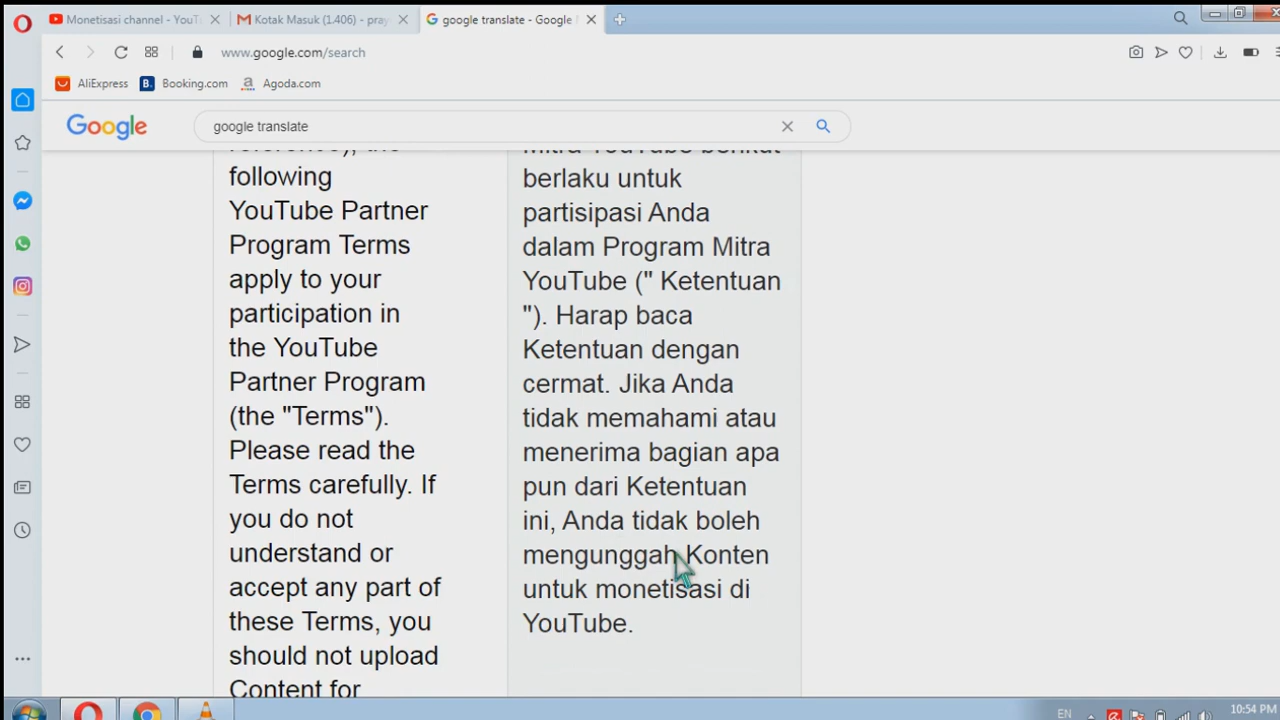 Monetisasi channel - YouT
Kotak Masuk (1.406) - pray
google translate - Google
www.google.com/search
AliExpress
Booking.com
Agoda.com
Google
google translate
reference), the
following
YouTube Partner
Program Terms
apply to your
participation in
the YouTube
Partner Program
(the "Terms").
Please read the
Terms carefully. If
you do not
understand or
accept any part of
these Terms, you
should not upload
Content for
Mitra YouTube berikut
berlaku untuk
partisipasi Anda
dalam Program Mitra
YouTube (" Ketentuan
"). Harap baca
Ketentuan dengan
cermat. Jika Anda
tidak memahami atau
menerima bagian apa
pun dari Ketentuan
ini, Anda tidak boleh
mengunggah Konten
untuk monetisasi di
YouTube.
EN
10:54 PM